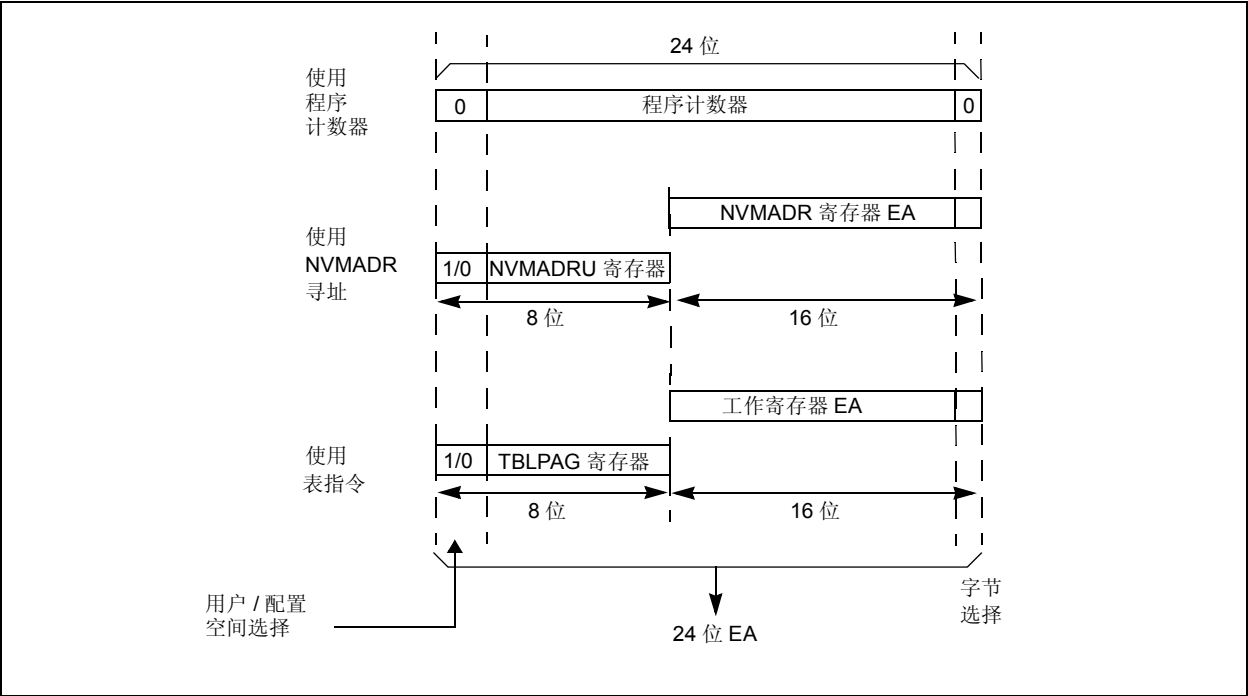 24 位
使用
程序
计数器
0
程序计数器
0
NVMADR 寄存器 EA
使用
NVMADR
寻址
1/0
NVMADRU 寄存器
8 位
16 位
工作寄存器 EA
使用
表指令
1/0
TBLPAG 寄存器
8 位
16 位
用户 / 配置
空间选择
24 位 EA
字节
选择